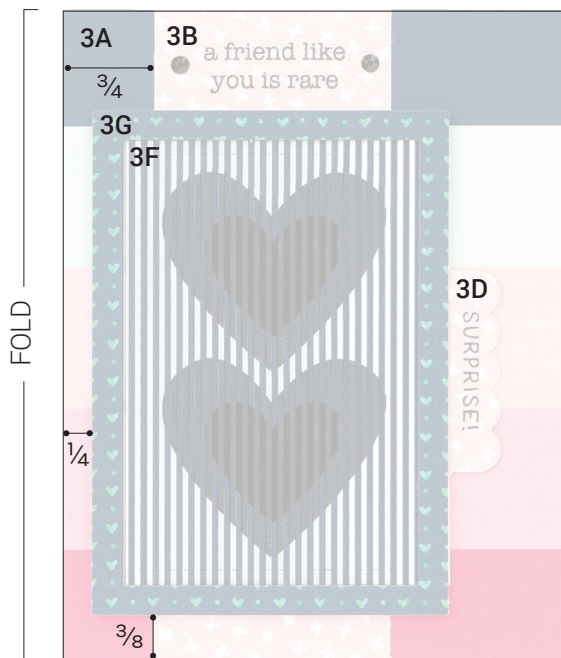 3A
3B
a friend like
you is rare
3/4
3G
3F
3D
SURPRISE!
FOLD
1/4
3/8